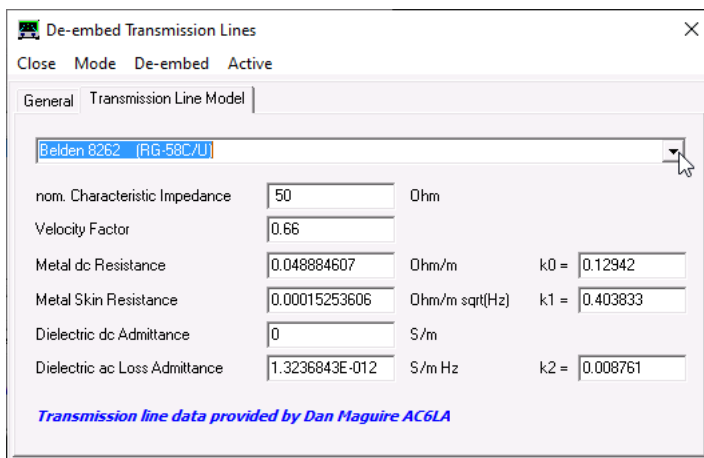 De-embed Transmission Lines
Close Mode De-embed Active
General Transmission Line Model
Belden 8262 (RG-58C/U)
nom. Characteristic Impedance 50 Ohm
Velocity Factor 0.66
Metal dc Resistance 0.048884607 Ohm/m k0 = 0.12942
Metal Skin Resistance 0.00015253606 Ohm/m sqrt(Hz) k1 = 0.403833
Dielectric dc Admittance 0 S/m
Dielectric ac Loss Admittance 1.3236843E-012 S/m Hz k2 = 0.008761
Transmission line data provided by Dan Maguire AC6LA